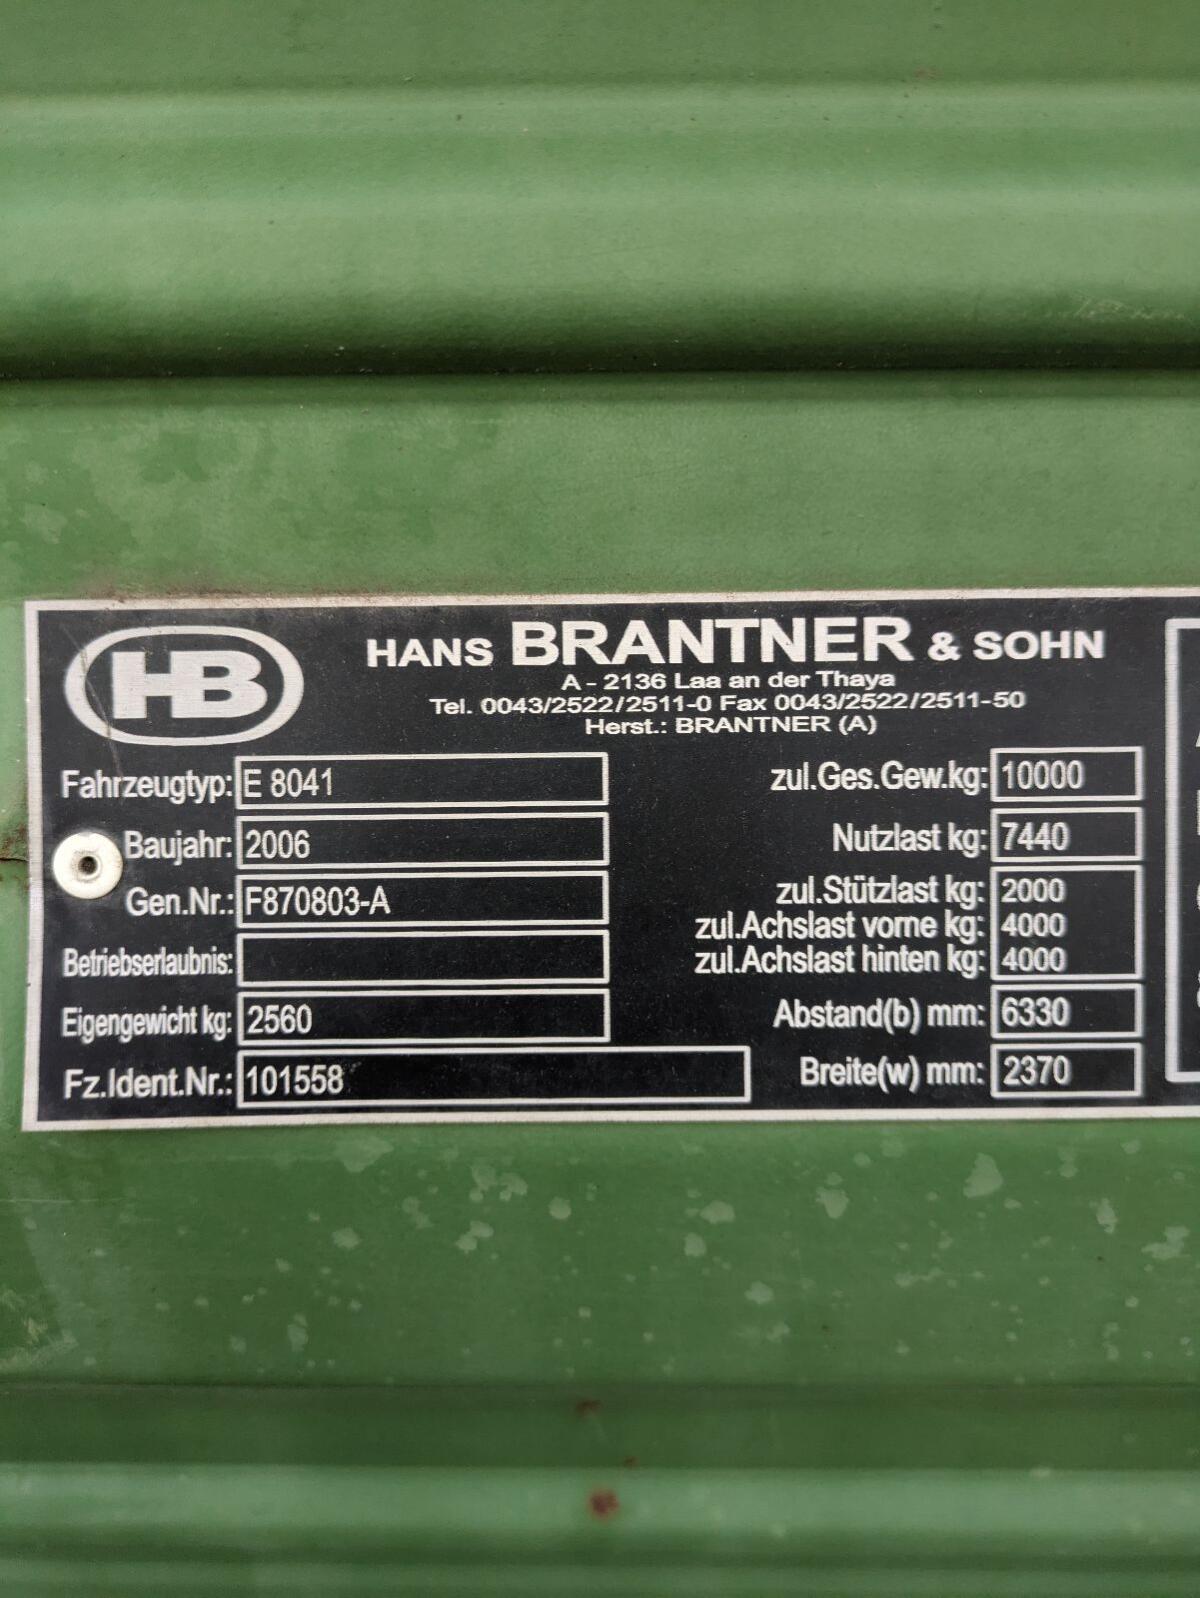 HB
HANS BRANTNER & SOHN
A - 2136 Laa an der Thaya
Tel. 0043/2522/2511-0 Fax 0043/2522/2511-50
Herst.: BRANTNER (A)
Fahrzeugtyp: E 8041
Baujahr: 2006
Gen.Nr.: F870803-A
Betriebserlaubnis:
Eigengewicht kg: 2560
Fz.Ident.Nr.: 101558
zul.Ges.Gew.kg: 10000
Nutzlast kg: 7440
zul.Stützlast kg: 2000
zul.Achslast vorne kg: 4000
zul.Achslast hinten kg: 4000
Abstand(b) mm: 6330
Breite(w) mm: 2370